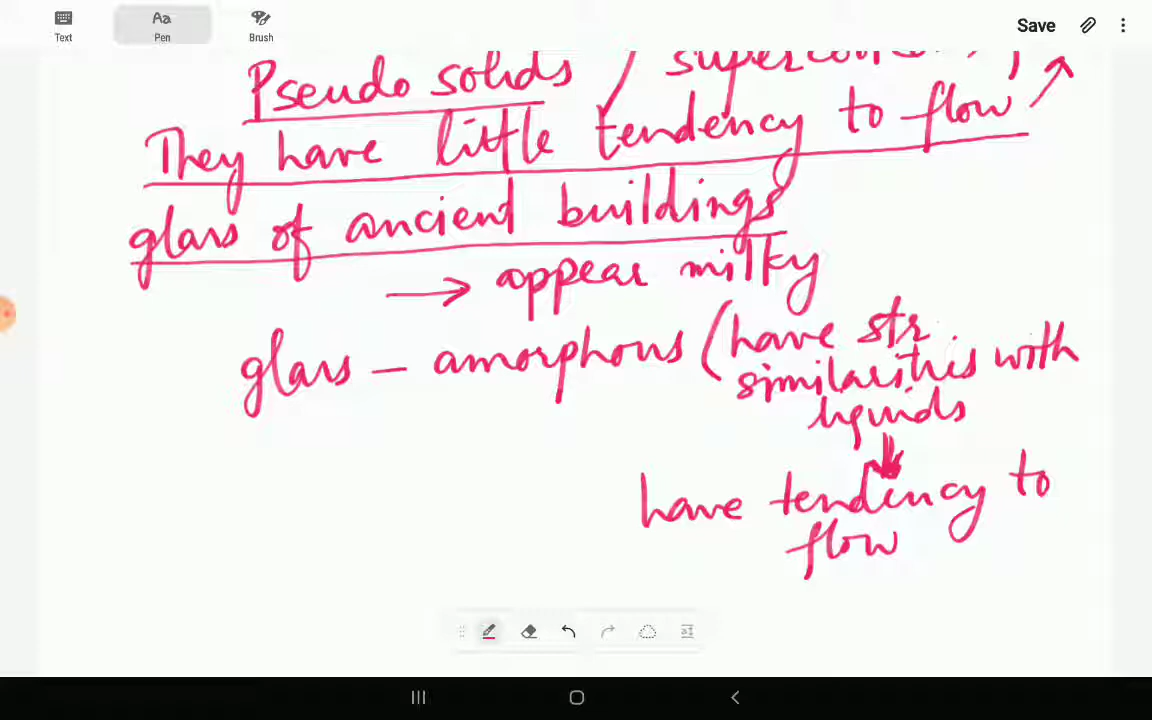 Text
Aa
Pen
Brush
Save
Pseudo solids /
They have little tendency to flow
glass of ancient buildings
→ appear milky
glass – amorphous (have str
similarities with
liquids
have tendency to
flow